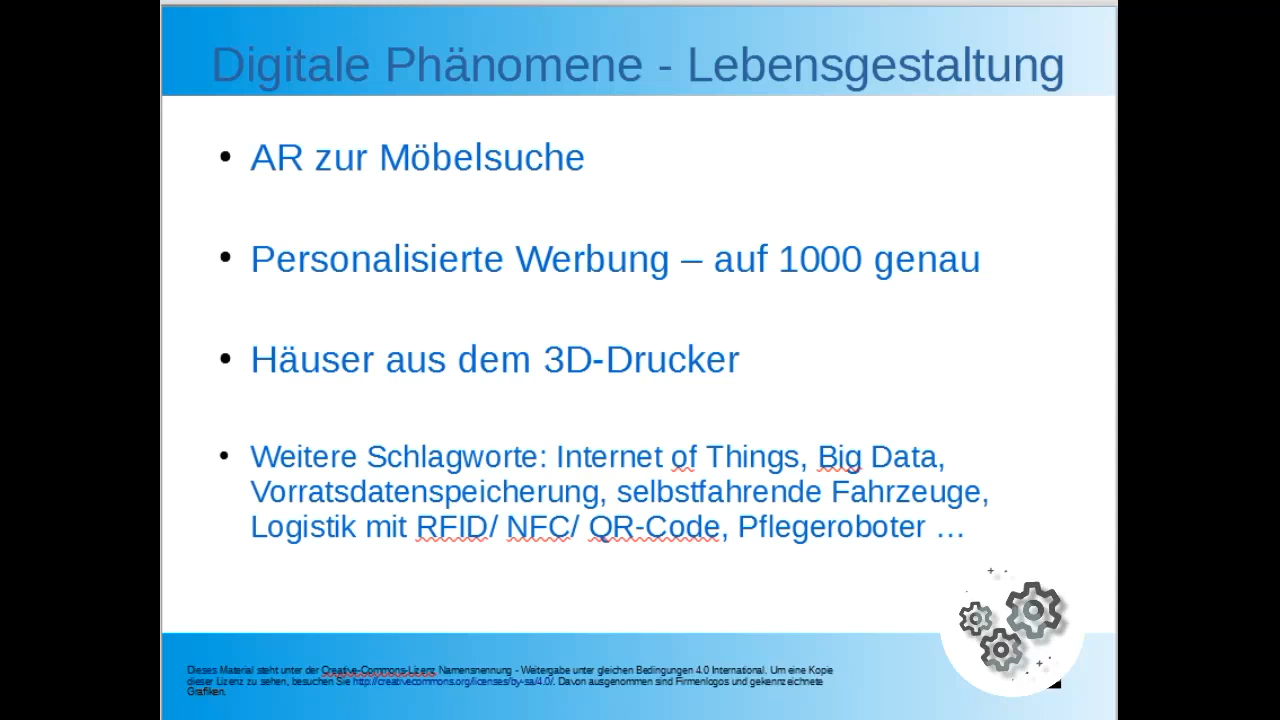 Digitale Phänomene - Lebensgestaltung
• AR zur Möbelsuche
• Personalisierte Werbung – auf 1000 genau
• Häuser aus dem 3D-Drucker
• Weitere Schlagworte: Internet of Things, Big Data,
Vorratsdatenspeicherung, selbstfahrende Fahrzeuge,
Logistik mit RFID/ NFC/ QR-Code, Pflegeroboter …
Dieses Material steht unter der Creative-Commons-Lizenz Namensnennung - Weitergabe unter gleichen Bedingungen 4.0 International. Um eine Kopie
dieser Lizenz zu sehen, besuchen Sie http://creativecommons.org/licenses/by-sa/4.0/. Davon ausgenommen sind Firmenlogos und gekennzeichnete
Grafiken.